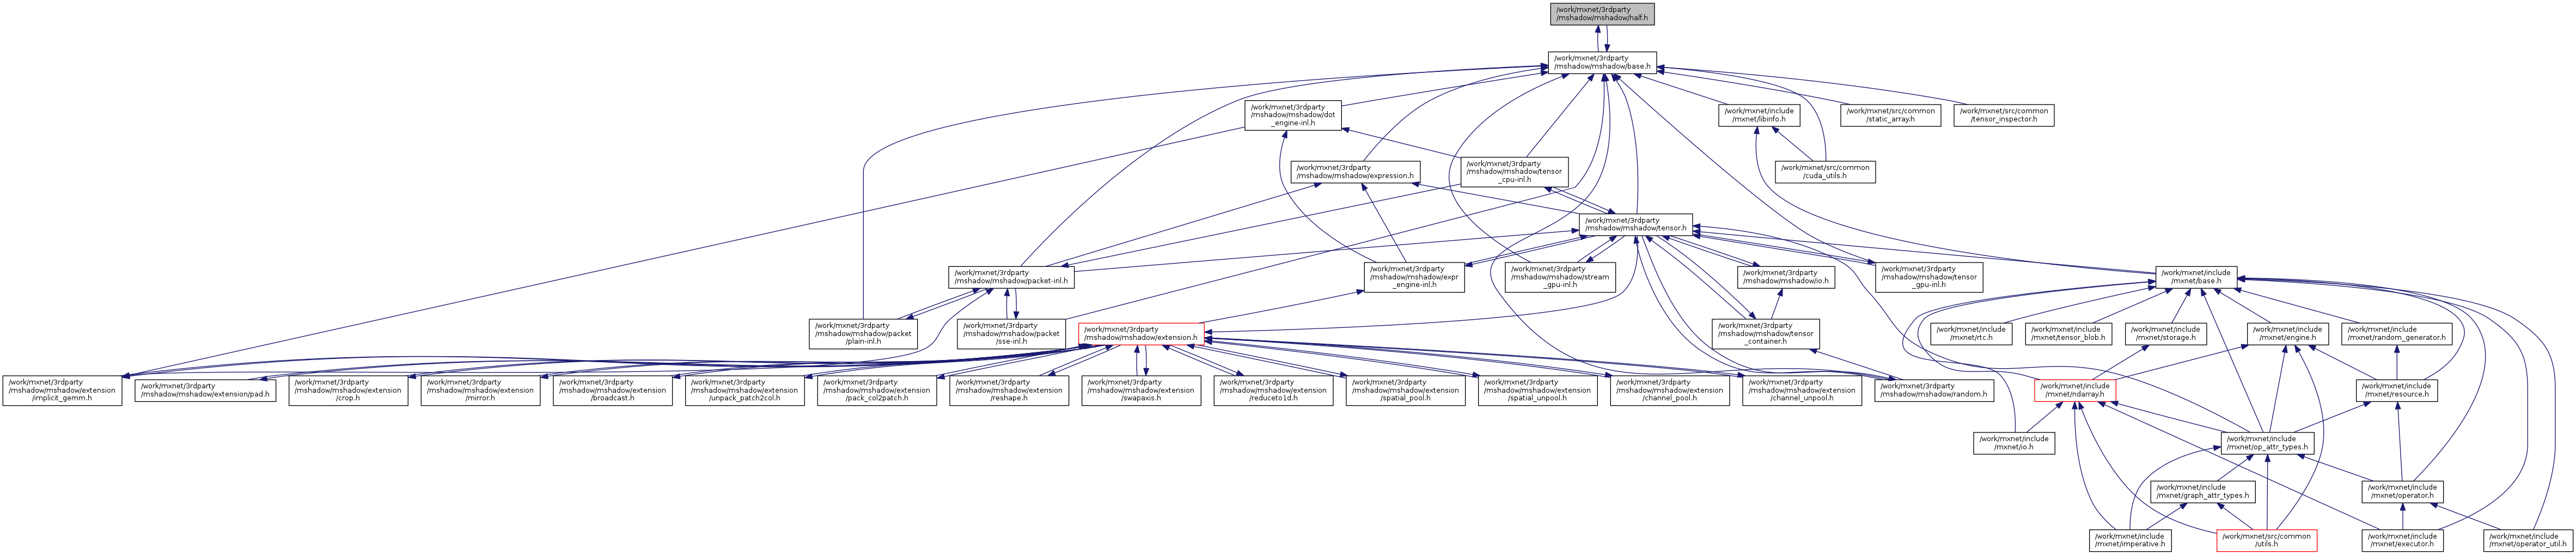 /work/mxnet/3rdparty
/mshadow/mshadow/half.h
/work/mxnet/3rdparty
/mshadow/mshadow/base.h
/work/mxnet/3rdparty
/mshadow/mshadow/dot
_engine-inl.h
/work/mxnet/include
/mxnet/libinfo.h
/work/mxnet/src/common
/static_array.h
/work/mxnet/src/common
/tensor_inspector.h
/work/mxnet/3rdparty
/mshadow/mshadow/expression.h
/work/mxnet/3rdparty
/mshadow/mshadow/tensor
_cpu-inl.h
/work/mxnet/src/common
/cuda_utils.h
/work/mxnet/3rdparty
/mshadow/mshadow/tensor.h
/work/mxnet/3rdparty
/mshadow/mshadow/packet-inl.h
/work/mxnet/3rdparty
/mshadow/mshadow/expr
_engine-inl.h
/work/mxnet/3rdparty
/mshadow/mshadow/stream
_gpu-inl.h
/work/mxnet/3rdparty
/mshadow/mshadow/io.h
/work/mxnet/3rdparty
/mshadow/mshadow/tensor
_gpu-inl.h
/work/mxnet/include
/mxnet/base.h
/work/mxnet/3rdparty
/mshadow/mshadow/packet
/plain-inl.h
/work/mxnet/3rdparty
/mshadow/mshadow/packet
/sse-inl.h
/work/mxnet/3rdparty
/mshadow/mshadow/extension.h
/work/mxnet/3rdparty
/mshadow/mshadow/tensor
_container.h
/work/mxnet/include
/mxnet/rtc.h
/work/mxnet/include
/mxnet/tensor_blob.h
/work/mxnet/include
/mxnet/storage.h
/work/mxnet/include
/mxnet/engine.h
/work/mxnet/include
/mxnet/random_generator.h
/work/mxnet/3rdparty
/mshadow/mshadow/extension
/implicit_gemm.h
/work/mxnet/3rdparty
/mshadow/mshadow/extension/pad.h
/work/mxnet/3rdparty
/mshadow/mshadow/extension
/crop.h
/work/mxnet/3rdparty
/mshadow/mshadow/extension
/mirror.h
/work/mxnet/3rdparty
/mshadow/mshadow/extension
/broadcast.h
/work/mxnet/3rdparty
/mshadow/mshadow/extension
/unpack_patch2col.h
/work/mxnet/3rdparty
/mshadow/mshadow/extension
/pack_col2patch.h
/work/mxnet/3rdparty
/mshadow/mshadow/extension
/reshape.h
/work/mxnet/3rdparty
/mshadow/mshadow/extension
/swapaxis.h
/work/mxnet/3rdparty
/mshadow/mshadow/extension
/reduceto1d.h
/work/mxnet/3rdparty
/mshadow/mshadow/extension
/spatial_pool.h
/work/mxnet/3rdparty
/mshadow/mshadow/extension
/spatial_unpool.h
/work/mxnet/3rdparty
/mshadow/mshadow/extension
/channel_pool.h
/work/mxnet/3rdparty
/mshadow/mshadow/extension
/channel_unpool.h
/work/mxnet/3rdparty
/mshadow/mshadow/random.h
/work/mxnet/include
/mxnet/ndarray.h
/work/mxnet/include
/mxnet/resource.h
/work/mxnet/include
/mxnet/io.h
/work/mxnet/include
/mxnet/op_attr_types.h
/work/mxnet/include
/mxnet/graph_attr_types.h
/work/mxnet/include
/mxnet/operator.h
/work/mxnet/include
/mxnet/imperative.h
/work/mxnet/src/common
/utils.h
/work/mxnet/include
/mxnet/executor.h
/work/mxnet/include
/mxnet/operator_util.h